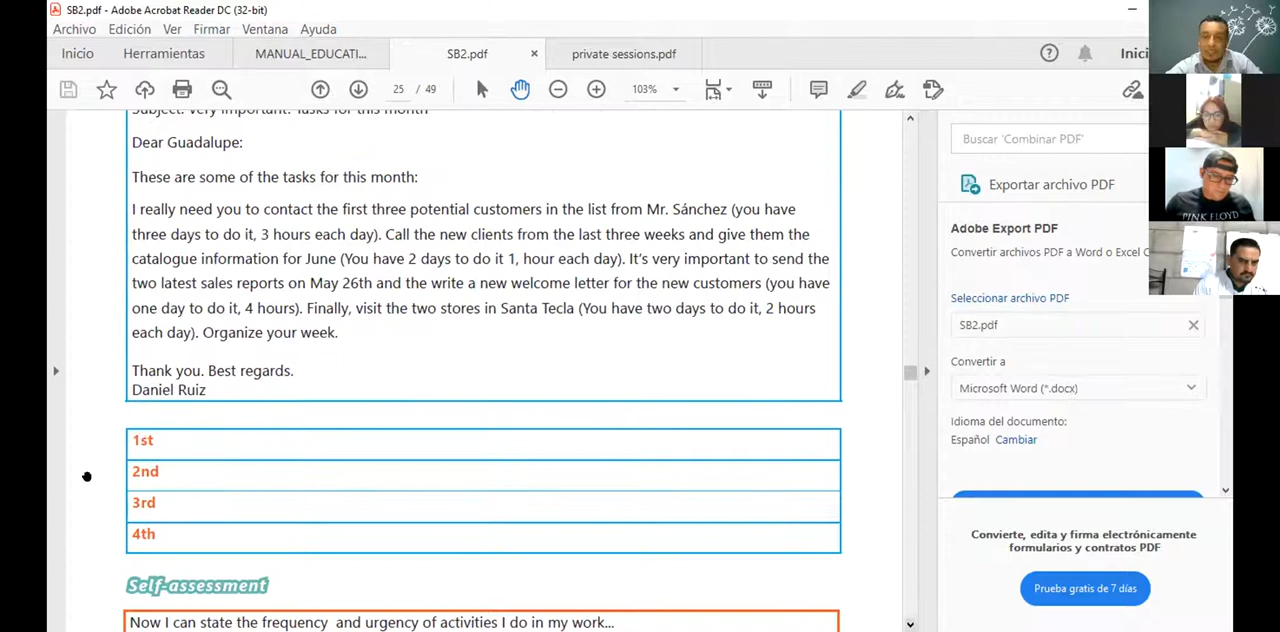 SB2.pdf - Adobe Acrobat Reader DC (32-bit)
Archivo Edición Ver Firmar Ventana Ayuda
Inicio Herramientas MANUAL_EDUCATI... SB2.pdf × private sessions.pdf Inici
25 / 49 103%
Subject: Very important: Tasks for this month
Dear Guadalupe:
These are some of the tasks for this month:
I really need you to contact the first three potential customers in the list from Mr. Sánchez (you have
three days to do it, 3 hours each day). Call the new clients from the last three weeks and give them the
catalogue information for June (You have 2 days to do it 1, hour each day). It's very important to send the
two latest sales reports on May 26th and the write a new welcome letter for the new customers (you have
one day to do it, 4 hours). Finally, visit the two stores in Santa Tecla (You have two days to do it, 2 hours
each day). Organize your week.
Thank you. Best regards.
Daniel Ruiz
1st
2nd
3rd
4th
Self-assessment
Now I can state the frequency and urgency of activities I do in my work...
Buscar 'Combinar PDF'
Exportar archivo PDF
Adobe Export PDF
Convertir archivos PDF a Word o Excel
Seleccionar archivo PDF
SB2.pdf ×
Convertir a
Microsoft Word (*.docx)
Idioma del documento:
Español Cambiar
Convierte, edita y firma electrónicamente
formularios y contratos PDF
Prueba gratis de 7 días
PINK FLOYD